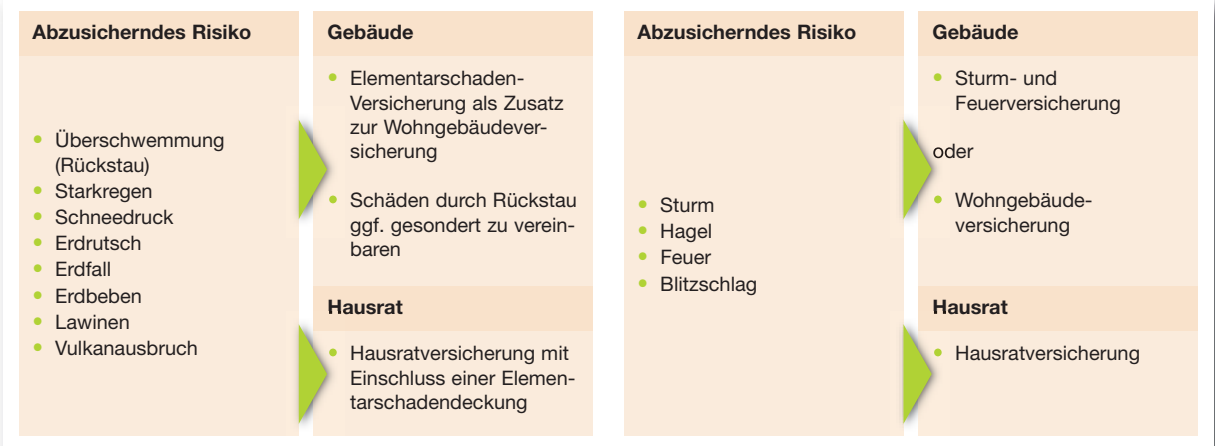 Abzusicherndes Risiko
• Überschwemmung
(Rückstau)
• Starkregen
• Schneedruck
• Erdrutsch
• Erdfall
• Erdbeben
• Lawinen
• Vulkanausbruch
Gebäude
• Elementarschaden-
Versicherung als Zusatz
zur Wohngebäudever-
sicherung
• Schäden durch Rückstau
ggf. gesondert zu verein-
baren
Hausrat
• Hausratversicherung mit
Einschluss einer Elemen-
tarschadendeckung
Abzusicherndes Risiko
• Sturm
• Hagel
• Feuer
• Blitzschlag
Gebäude
• Sturm- und
Feuerversicherung
oder
• Wohngebäude-
versicherung
Hausrat
• Hausratversicherung